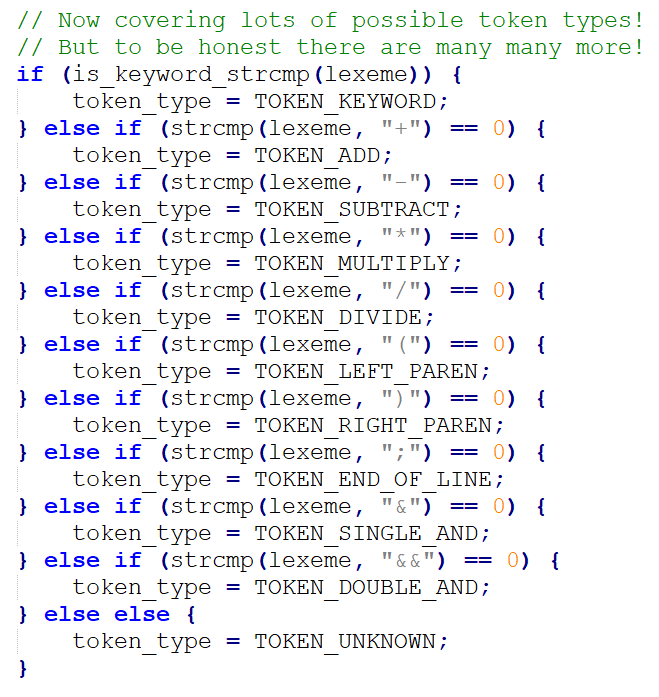 // Now covering lots of possible token types!
// But to be honest there are many many more!
if (is_keyword_strcmp(lexeme)) {
    token_type = TOKEN_KEYWORD;
} else if (strcmp(lexeme, "+") == 0) {
    token_type = TOKEN_ADD;
} else if (strcmp(lexeme, "-") == 0) {
    token_type = TOKEN_SUBTRACT;
} else if (strcmp(lexeme, "*") == 0) {
    token_type = TOKEN_MULTIPLY;
} else if (strcmp(lexeme, "/") == 0) {
    token_type = TOKEN_DIVIDE;
} else if (strcmp(lexeme, "(") == 0) {
    token_type = TOKEN_LEFT_PAREN;
} else if (strcmp(lexeme, ")") == 0) {
    token_type = TOKEN_RIGHT_PAREN;
} else if (strcmp(lexeme, ";") == 0) {
    token_type = TOKEN_END_OF_LINE;
} else if (strcmp(lexeme, "&") == 0) {
    token_type = TOKEN_SINGLE_AND;
} else if (strcmp(lexeme, "&&") == 0) {
    token_type = TOKEN_DOUBLE_AND;
} else else {
    token_type = TOKEN_UNKNOWN;
}